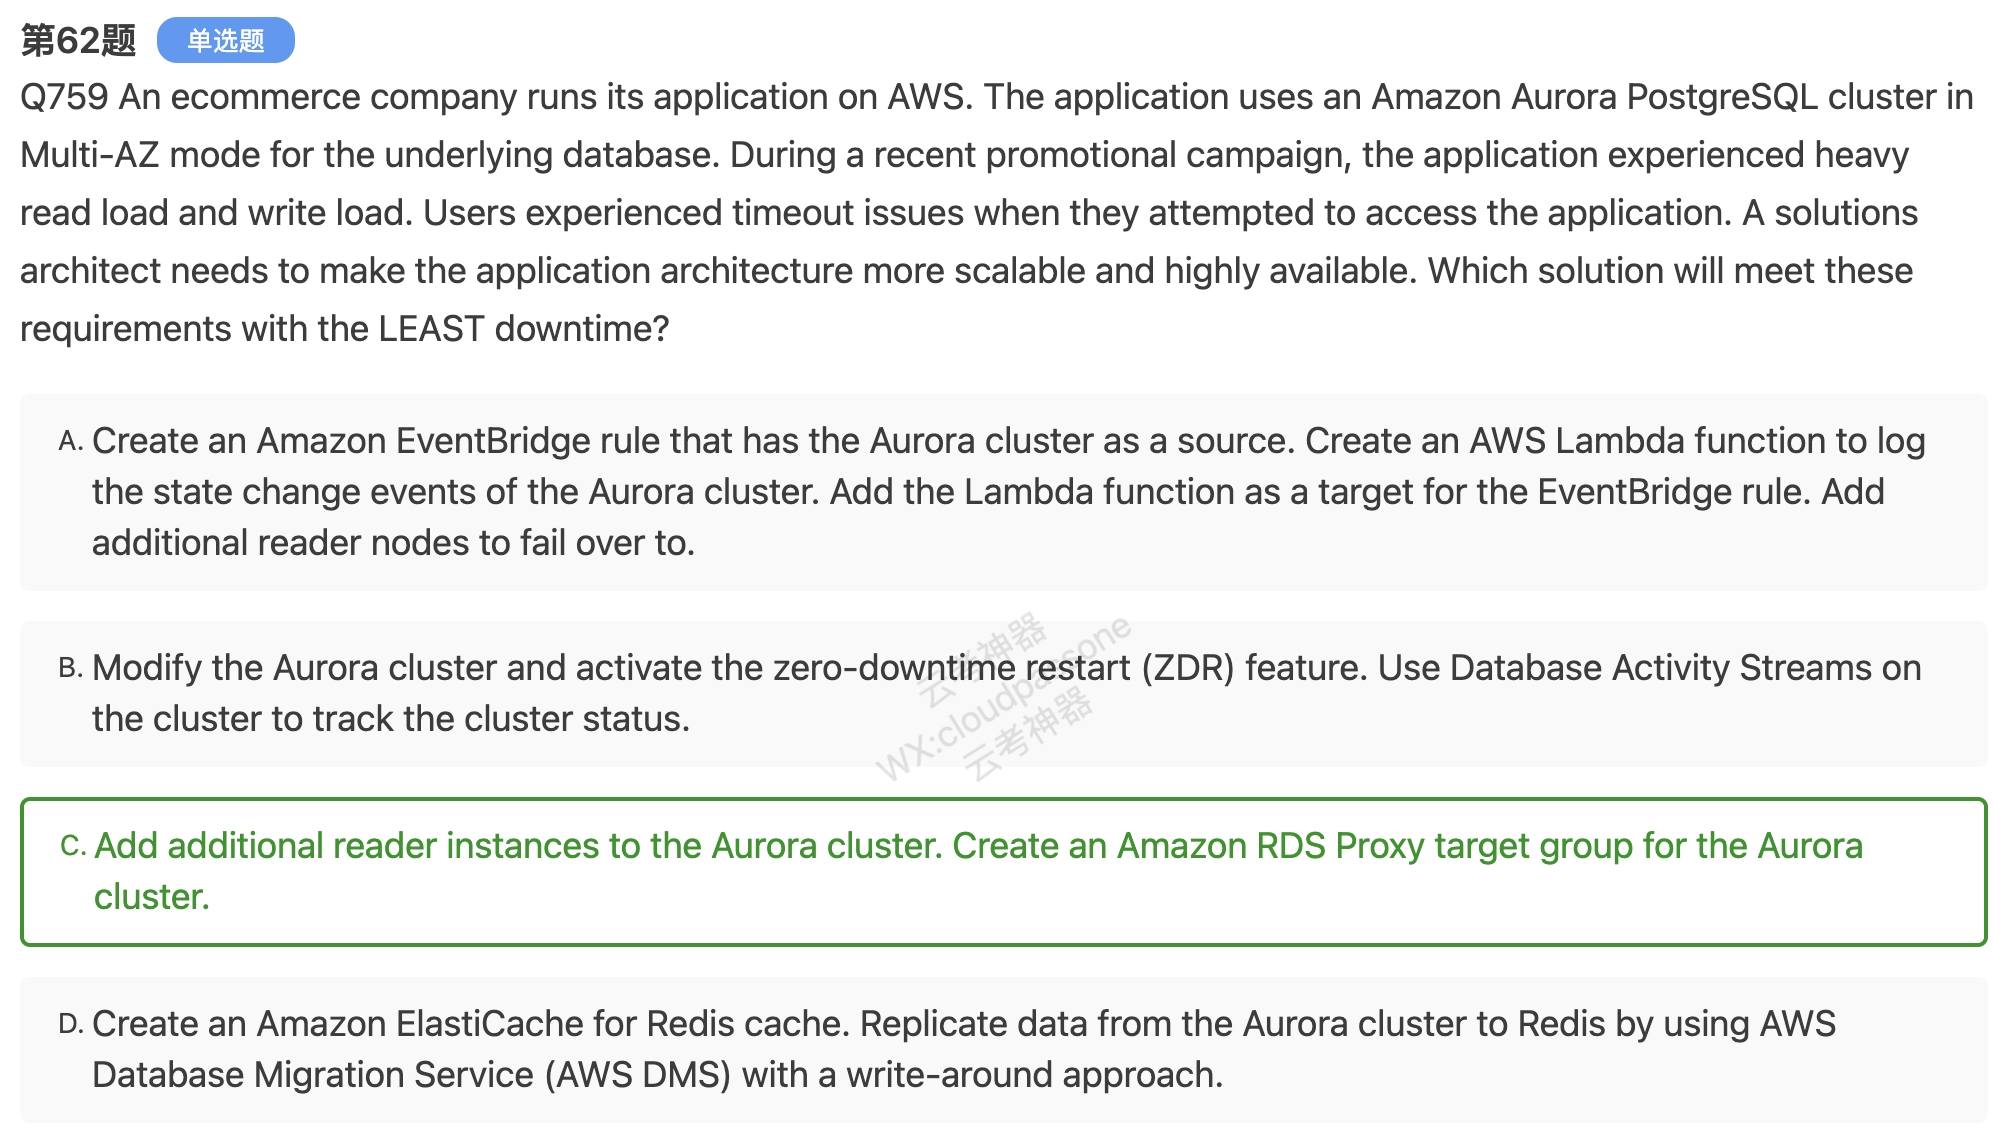 第62题 单选题
Q759 An ecommerce company runs its application on AWS. The application uses an Amazon Aurora PostgreSQL cluster in
Multi-AZ mode for the underlying database. During a recent promotional campaign, the application experienced heavy
read load and write load. Users experienced timeout issues when they attempted to access the application. A solutions
architect needs to make the application architecture more scalable and highly available. Which solution will meet these
requirements with the LEAST downtime?
A. Create an Amazon EventBridge rule that has the Aurora cluster as a source. Create an AWS Lambda function to log
the state change events of the Aurora cluster. Add the Lambda function as a target for the EventBridge rule. Add
additional reader nodes to fail over to.
B. Modify the Aurora cluster and activate the zero-downtime restart (ZDR) feature. Use Database Activity Streams on
the cluster to track the cluster status.
云考神器
WX:cloudpassone
云考神器
C. Add additional reader instances to the Aurora cluster. Create an Amazon RDS Proxy target group for the Aurora
cluster.
D. Create an Amazon ElastiCache for Redis cache. Replicate data from the Aurora cluster to Redis by using AWS
Database Migration Service (AWS DMS) with a write-around approach.